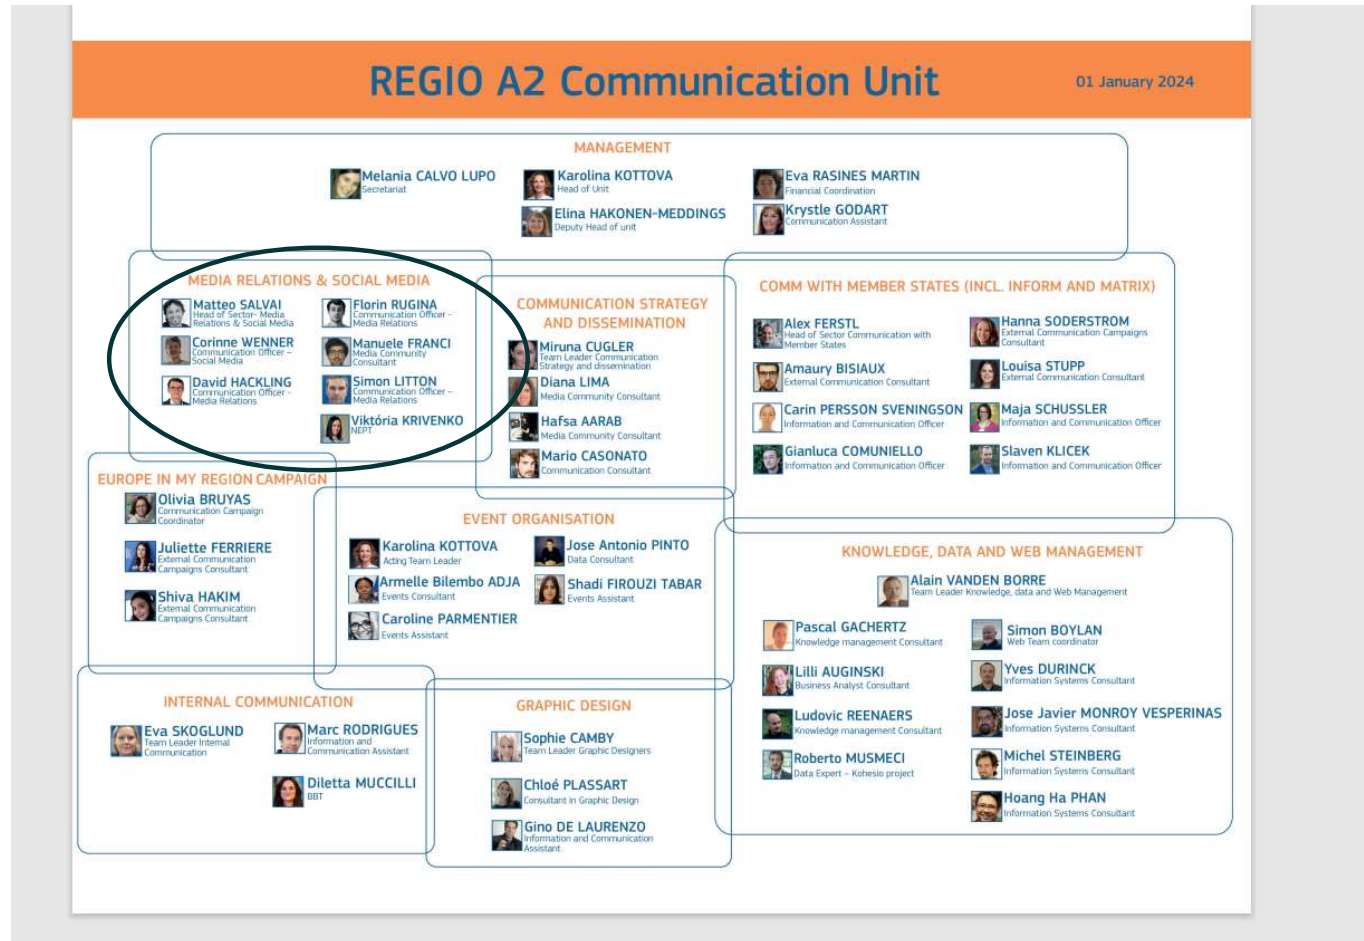 REGIO A2 Communication Unit
01 January 2024
MANAGEMENT
Melania CALVO LUPO
Secretariat
Karolina KOTTOVA
Head of Unit
Elina HAKONEN-MEDDINGS
Deputy Head of unit
Eva RASINES MARTIN
Financial Coordination
Krystle GODART
Communication Assistant
MEDIA RELATIONS & SOCIAL MEDIA
Matteo SALVAI
Head of Sector- Media
Relations & Social Media
Corinne WENNER
Communication Officer –
Social Media
David HACKLING
Communication Officer -
Media Relations
Florin RUGINA
Communication Officer –
Media Relations
Manuele FRANCI
Media Community
Consultant
Simon LITTON
Communication Officer –
Media Relations
Viktória KRIVENKO
NEPT
COMMUNICATION STRATEGY
AND DISSEMINATION
Miruna CUGLER
Team Leader Communication
Strategy and dissemination
Diana LIMA
Media Community Consultant
Hafsa AARAB
Media Community Consultant
Mario CASONATO
Communication Consultant
COMM WITH MEMBER STATES (INCL. INFORM AND MATRIX)
Alex FERSTL
Head of Sector Communication with
Member States
Amaury BISIAUX
External Communication Consultant
Carin PERSSON SVENINGSON
Information and Communication Officer
Gianluca COMUNIELLO
Information and Communication Officer
Hanna SODERSTROM
External Communication Campaigns
Consultant
Louisa STUPP
External Communication Consultant
Maja SCHUSSLER
Information and Communication Officer
Slaven KLICEK
Information and Communication Officer
EUROPE IN MY REGION CAMPAIGN
Olivia BRUYAS
Communication Campaign
Coordinator
Juliette FERRIERE
External Communication
Campaigns Consultant
Shiva HAKIM
External Communication
Campaigns Consultant
EVENT ORGANISATION
Karolina KOTTOVA
Acting Team Leader
Armelle Bilembo ADJA
Events Consultant
Caroline PARMENTIER
Events Assistant
Jose Antonio PINTO
Data Consultant
Shadi FIROUZI TABAR
Events Assistant
KNOWLEDGE, DATA AND WEB MANAGEMENT
Alain VANDEN BORRE
Team Leader Knowledge, data and Web Management
Pascal GACHERTZ
Knowledge management Consultant
Lilli AUGINSKI
Business Analyst Consultant
Ludovic REENAERS
Knowledge management Consultant
Roberto MUSMECI
Data Expert – Kohesio project
Simon BOYLAN
Web Team coordinator
Yves DURINCK
Information Systems Consultant
Jose Javier MONROY VESPERINAS
Information Systems Consultant
Michel STEINBERG
Information Systems Consultant
Hoang Ha PHAN
Information Systems Consultant
INTERNAL COMMUNICATION
Eva SKOGLUND
Team Leader Internal
Communication
Marc RODRIGUES
Information and
Communication Assistant
Diletta MUCCILLI
BBT
GRAPHIC DESIGN
Sophie CAMBY
Team Leader Graphic Designers
Chloé PLASSART
Consultant in Graphic Design
Gino DE LAURENZO
Information and Communication
Assistant